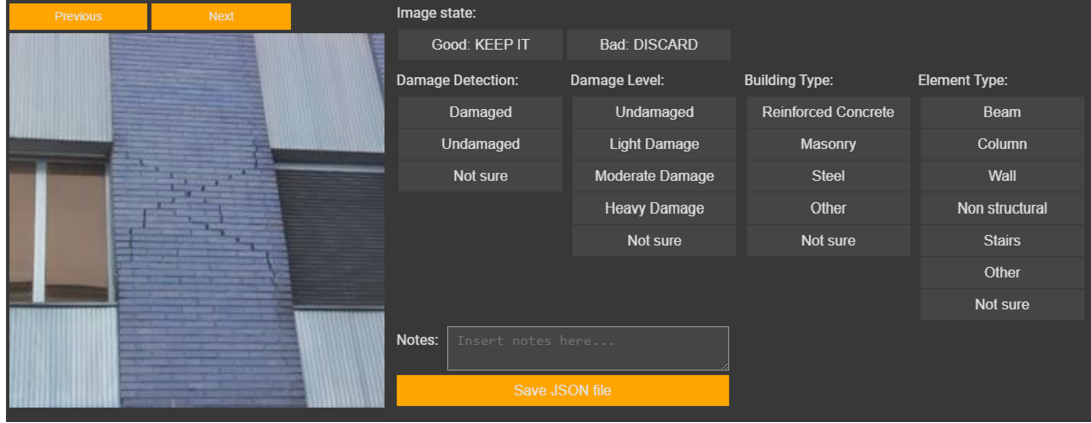 Previous
Next
Image state:
Good: KEEP IT
Bad: DISCARD
Damage Detection:
Damaged
Undamaged
Not sure
Damage Level:
Undamaged
Light Damage
Moderate Damage
Heavy Damage
Not sure
Building Type:
Reinforced Concrete
Masonry
Steel
Other
Not sure
Element Type:
Beam
Column
Wall
Non structural
Stairs
Other
Not sure
Notes:
Insert notes here...
Save JSON file